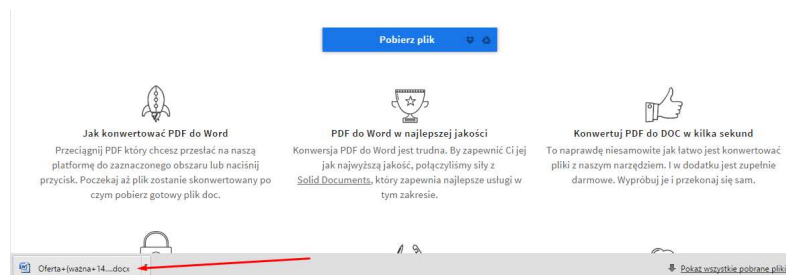 Pobierz plik
Jak konwertować PDF do Word
Przeciągnij PDF który chcesz przesłać na naszą
platformę do zaznaczonego obszaru lub naciśnij
przycisk. Poczekaj aż plik zostanie skonwertowany po
czym pobierz gotowy plik doc.
PDF do Word w najlepszej jakości
Konwersja PDF do Word jest trudna. By zapewnić Ci jej
jak najwyższą jakość, połączyliśmy siły z
Solid Documents, który zapewnia najlepsze usługi w
tym zakresie.
Konwertuj PDF do DOC w kilka sekund
To naprawdę niesamowite jak łatwo jest konwertować
pliki z naszym narzędziem. I w dodatku jest zupełnie
darmowe. Wypróbuj je i przekonaj się sam.
Oferta+(ważna+14....docx
Pokaż wszystkie pobrane pliki